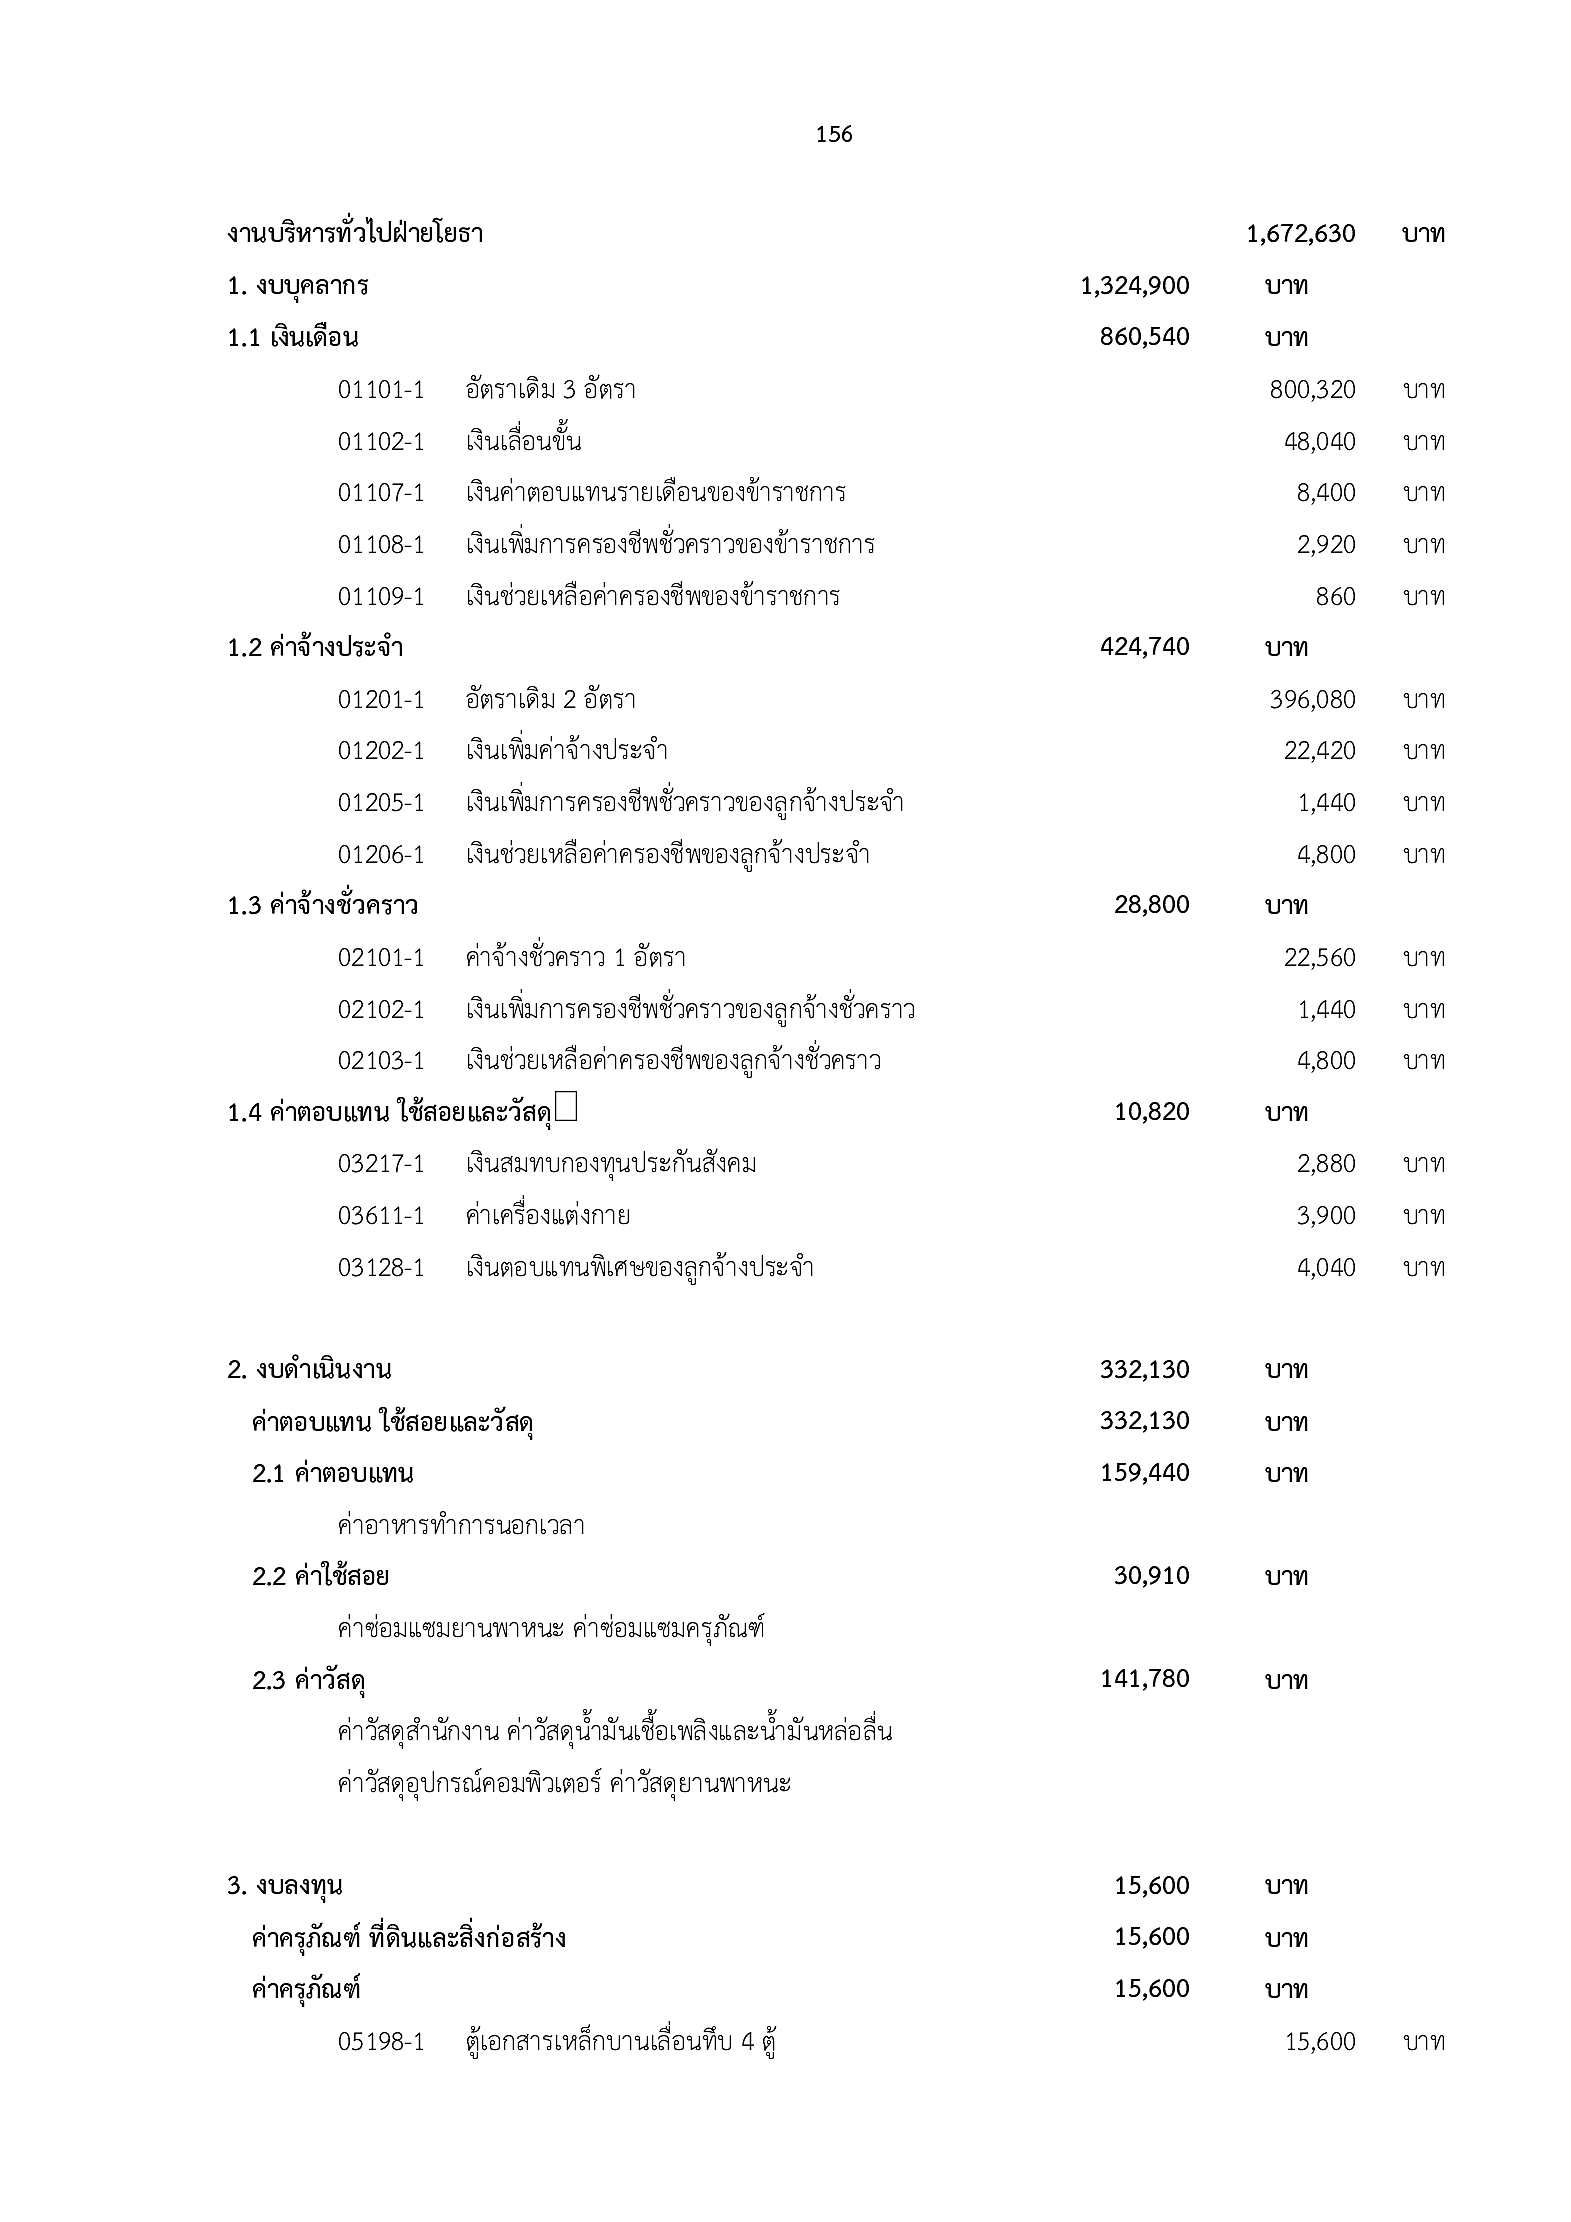 156
งานบริหารทั่วไปฝ่ายโยธา 1,672,630 บาท
1. งบบุคลากร 1,324,900 บาท
1.1 เงินเดือน 860,540 บาท
01101-1 อัตราเดิม 3 อัตรา 800,320 บาท
01102-1 เงินเลื่อนขั้น 48,040 บาท
01107-1 เงินค่าตอบแทนรายเดือนของข้าราชการ 8,400 บาท
01108-1 เงินเพิ่มการครองชีพชั่วคราวของข้าราชการ 2,920 บาท
01109-1 เงินช่วยเหลือค่าครองชีพของข้าราชการ 860 บาท
1.2 ค่าจ้างประจำ 424,740 บาท
01201-1 อัตราเดิม 2 อัตรา 396,080 บาท
01202-1 เงินเพิ่มค่าจ้างประจำ 22,420 บาท
01205-1 เงินเพิ่มการครองชีพชั่วคราวของลูกจ้างประจำ 1,440 บาท
01206-1 เงินช่วยเหลือค่าครองชีพของลูกจ้างประจำ 4,800 บาท
1.3 ค่าจ้างชั่วคราว 28,800 บาท
02101-1 ค่าจ้างชั่วคราว 1 อัตรา 22,560 บาท
02102-1 เงินเพิ่มการครองชีพชั่วคราวของลูกจ้างชั่วคราว 1,440 บาท
02103-1 เงินช่วยเหลือค่าครองชีพของลูกจ้างชั่วคราว 4,800 บาท
1.4 ค่าตอบแทน ใช้สอยและวัสดุ 10,820 บาท
03217-1 เงินสมทบกองทุนประกันสังคม 2,880 บาท
03611-1 ค่าเครื่องแต่งกาย 3,900 บาท
03128-1 เงินตอบแทนพิเศษของลูกจ้างประจำ 4,040 บาท
2. งบดำเนินงาน 332,130 บาท
ค่าตอบแทน ใช้สอยและวัสดุ 332,130 บาท
2.1 ค่าตอบแทน 159,440 บาท
ค่าอาหารทำการนอกเวลา
2.2 ค่าใช้สอย 30,910 บาท
ค่าซ่อมแซมยานพาหนะ ค่าซ่อมแซมครุภัณฑ์
2.3 ค่าวัสดุ 141,780 บาท
ค่าวัสดุสำนักงาน ค่าวัสดุน้ำมันเชื้อเพลิงและน้ำมันหล่อลื่น
ค่าวัสดุอุปกรณ์คอมพิวเตอร์ ค่าวัสดุยานพาหนะ
3. งบลงทุน 15,600 บาท
ค่าครุภัณฑ์ ที่ดินและสิ่งก่อสร้าง 15,600 บาท
ค่าครุภัณฑ์ 15,600 บาท
05198-1 ตู้เอกสารเหล็กบานเลื่อนทึบ 4 ตู้ 15,600 บาท